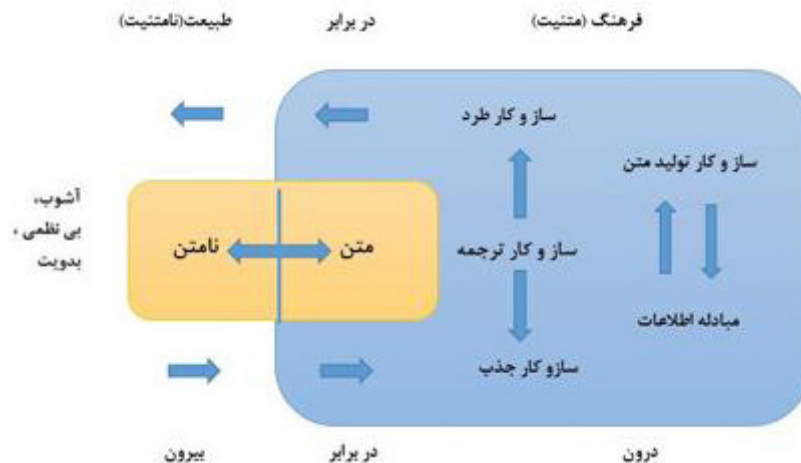 فرهنگ (متنیت)
در برابر
طبیعت(نامتنیت)
ساز و کار طرد
ساز و کار تولید متن
آشوب،
بی نظمی ،
بدویت
نامتن
متن
ساز و کار ترجمه
مبادله اطلاعات
سازو کار جذب
درون
در برابر
بیرون